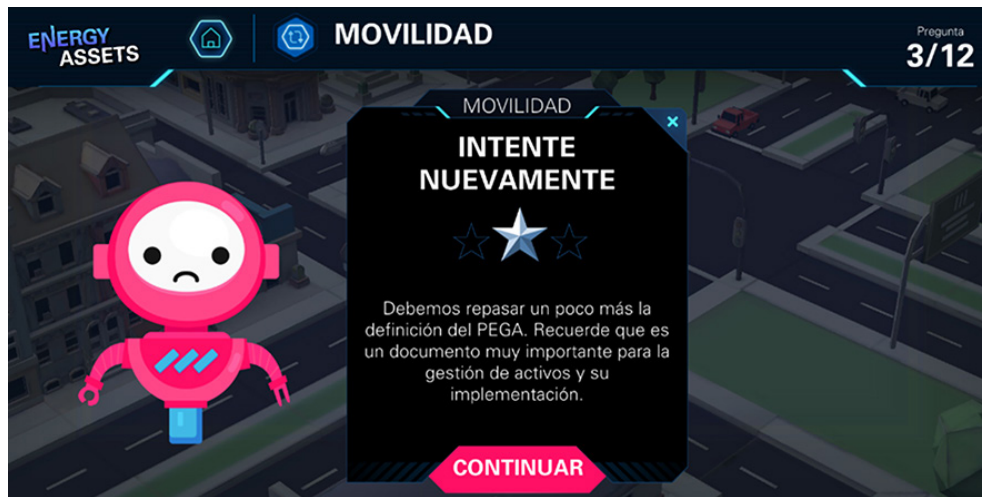 ENERGY
ASSETS
MOVILIDAD
Pregunta
3/12
MOVILIDAD
INTENTE
NUEVAMENTE
Debemos repasar un poco más la
definición del PEGA. Recuerde que es
un documento muy importante para la
gestión de activos y su
implementación.
CONTINUAR